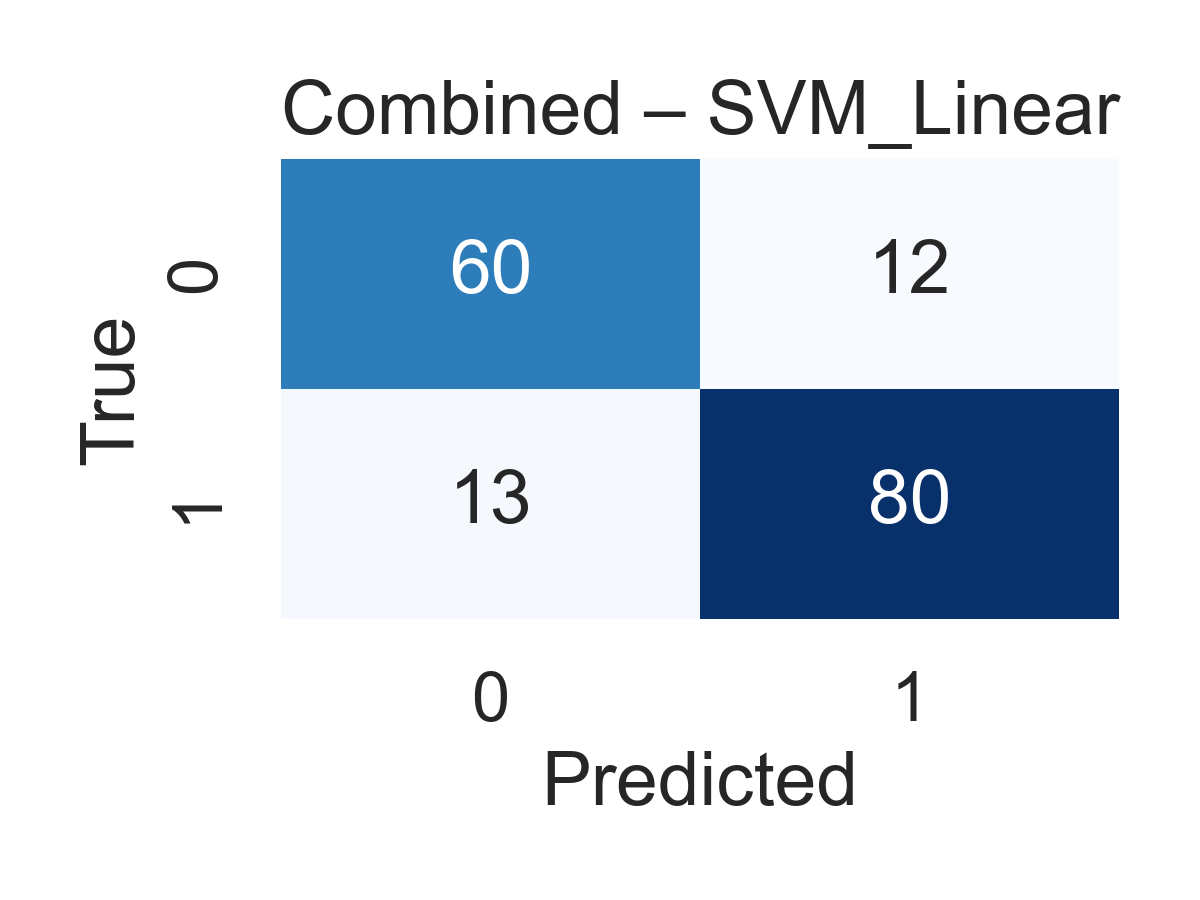 Combined – SVM_Linear
True
0
60
12
1
13
80
0
1
Predicted